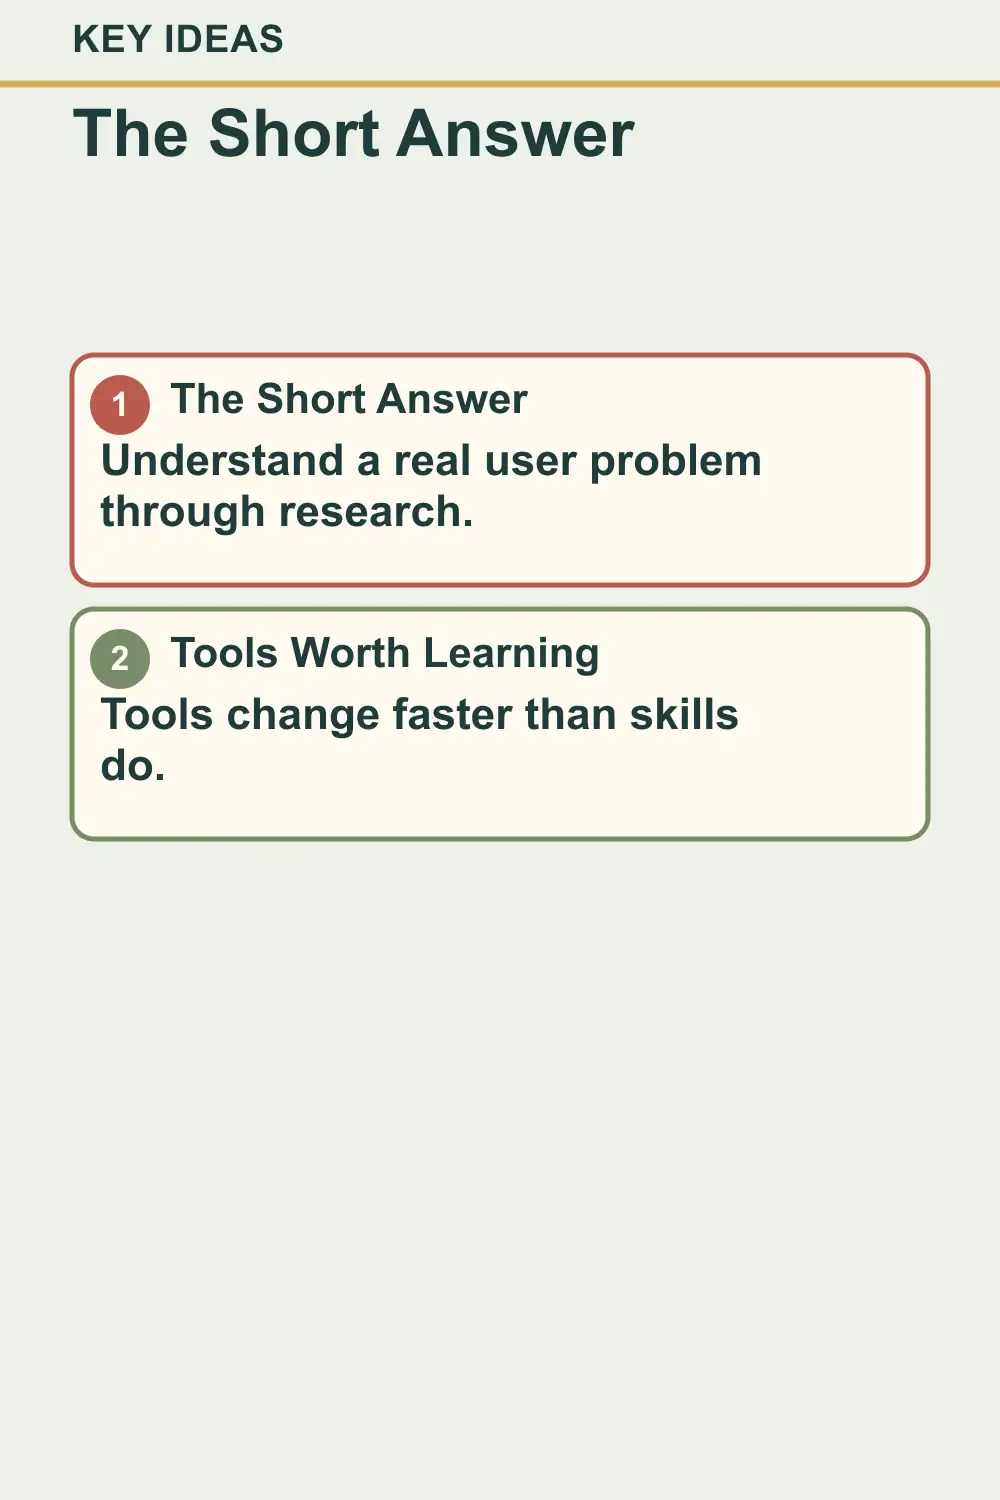 KEY IDEAS
The Short Answer
1 The Short Answer
Understand a real user problem
through research.
2 Tools Worth Learning
Tools change faster than skills
do.